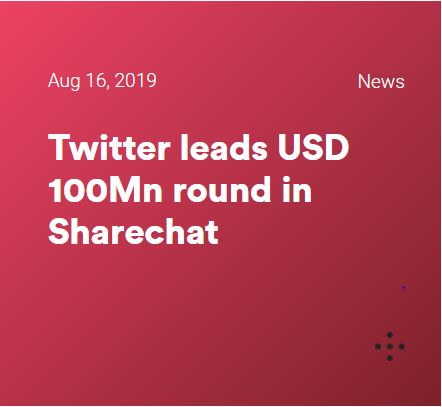 Aug 16, 2019
News
Twitter leads USD
100Mn round in
Sharechat